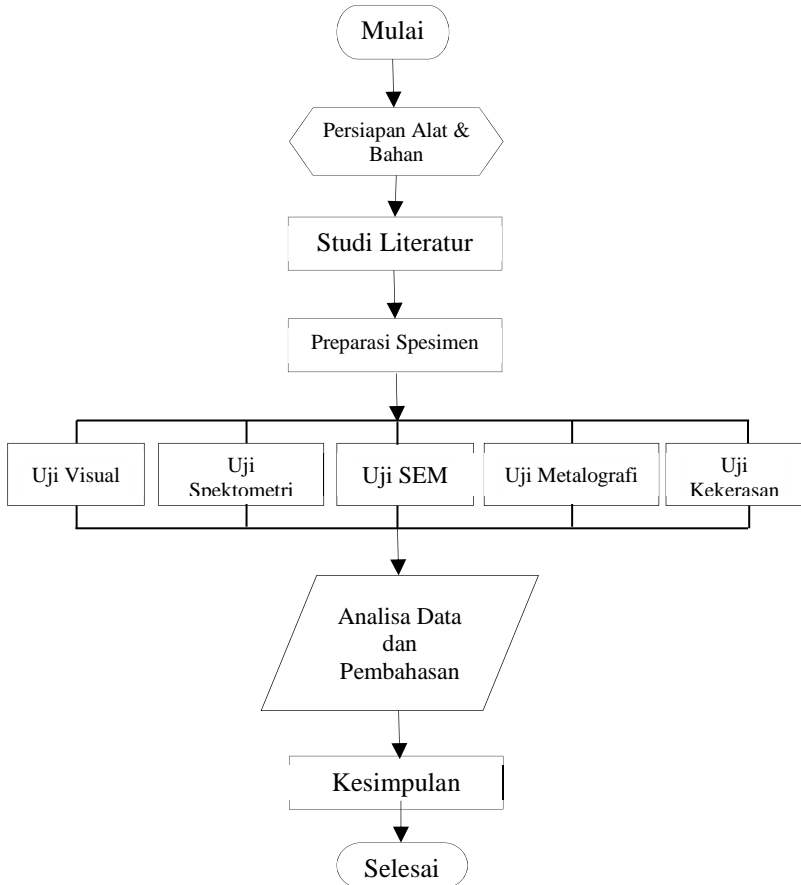 Mulai
Persiapan Alat &
Bahan
Studi Literatur
Preparasi Spesimen
Uji Visual
Uji
Spektometri
Uji SEM
Uji Metalografi
Uji
Kekerasan
Analisa Data
dan
Pembahasan
Kesimpulan
Selesai